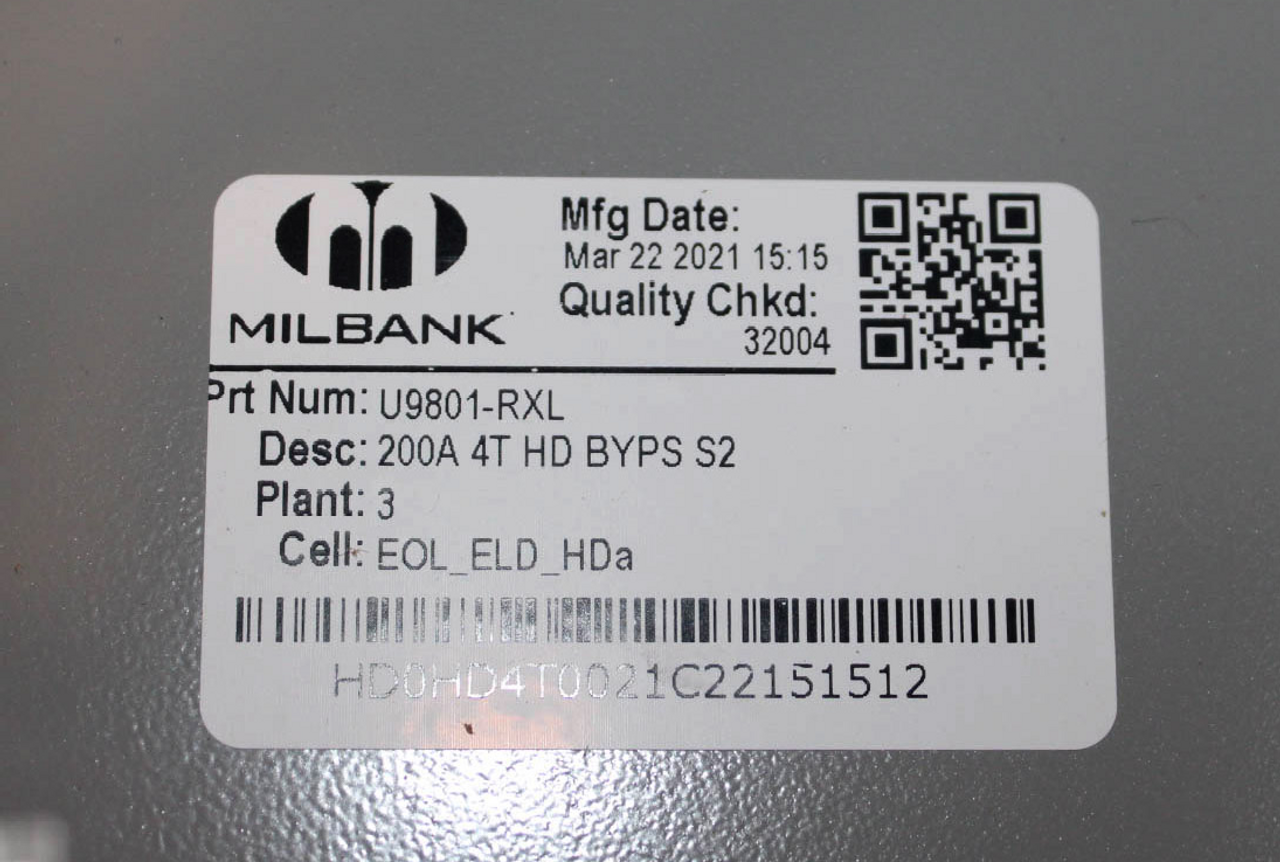 MILBANK
Mfg Date:
Mar 22 2021 15:15
Quality Chkd:
32004
Prt Num: U9801-RXL
Desc: 200A 4T HD BYPS S2
Plant: 3
Cell: EOL_ELD_HDa
HD0HD4T0021C22151512